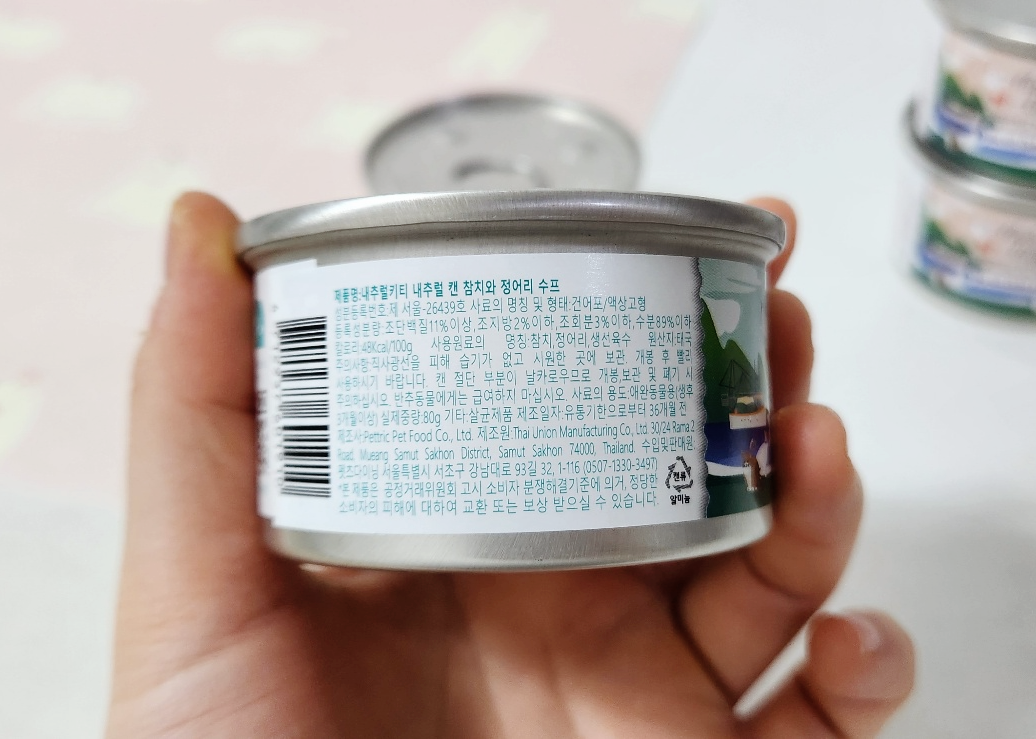 제품명:내추럴키티 내추럴 캔 참치와 정어리 수프
성분등록번호:제 서울-26439호 사료의 명칭 및 형태:건어포/액상고형
등록성분량:조단백질11%이상,조지방2%이하,조회분3%이하,수분89%이하
칼로리:48Kcal/100g 사용원료의 명칭:참치,정어리,생선육수 원산지:태국
주의사항:직사광선을 피해 습기가 없고 시원한 곳에 보관. 개봉 후 빨리
사용하시기 바랍니다. 캔 절단 부분이 날카로우므로 개봉,보관 및 폐기 시
주의하십시오. 반추동물에게는 급여하지 마십시오. 사료의 용도:애완동물용(생후
개월이상) 실제중량:80g 기타:살균제품 제조일자:유통기한으로부터 36개월 전
제조사:Pettric Pet Food Co., Ltd. 제조원:Thai Union Manufacturing Co., Ltd. 30/24 Rama 2
Road, Mueang Samut Sakhon District, Samut Sakhon 74000, Thailand. 수입및판매원:
펫츠다이닝 서울특별시 서초구 강남대로 93길 32, 1-116 (0507-1330-3497)
*본 제품은 공정거래위원회 고시 소비자 분쟁해결기준에 의거, 정당한
소비자의 피해에 대하여 교환 또는 보상 받으실 수 있습니다.
캔류
알미늄